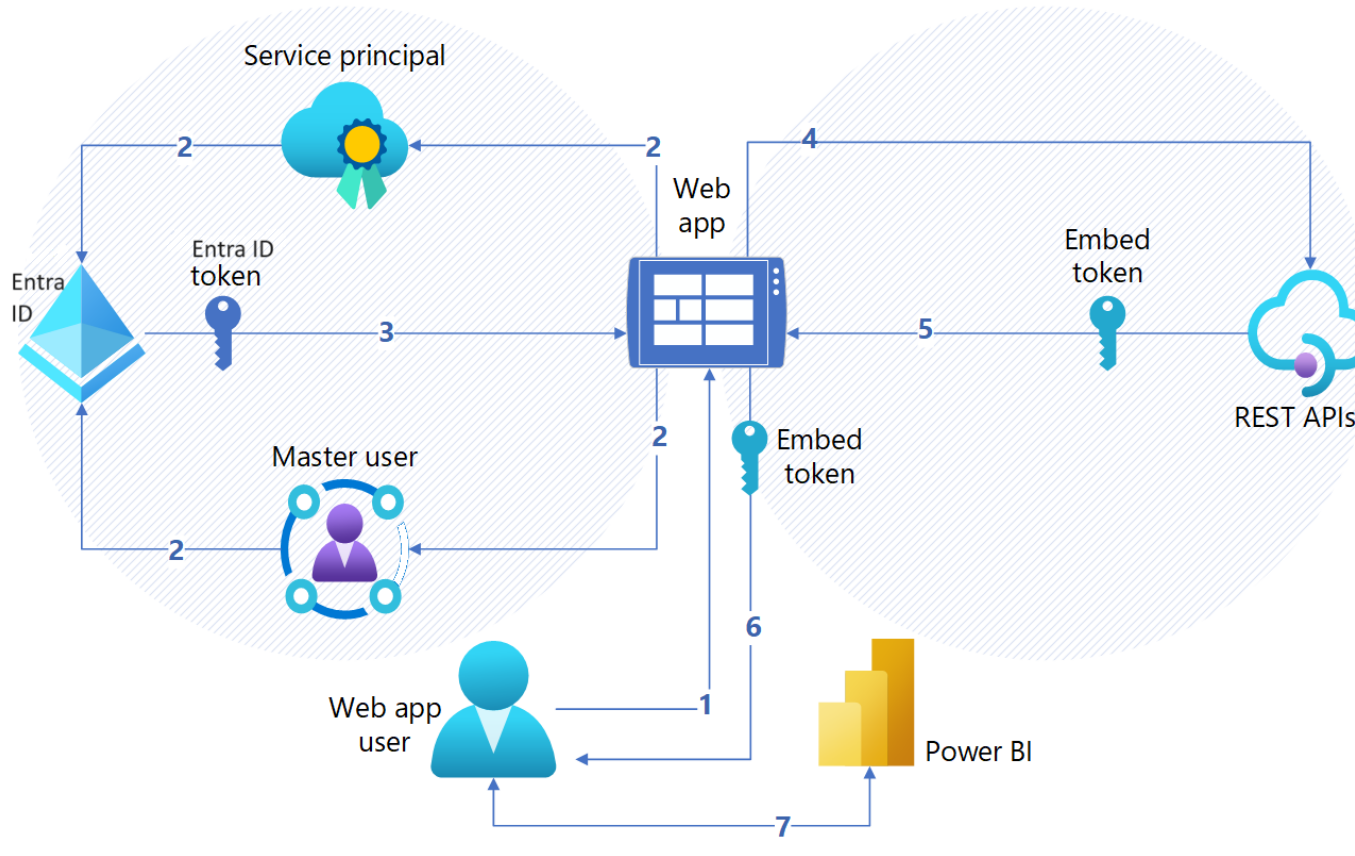 Service principal
2
2
4
Web
app
Entra ID
token
Embed
token
Entra
ID
3
5
REST APIs
2
Embed
token
Master user
2
6
1
Web app
user
Power BI
7